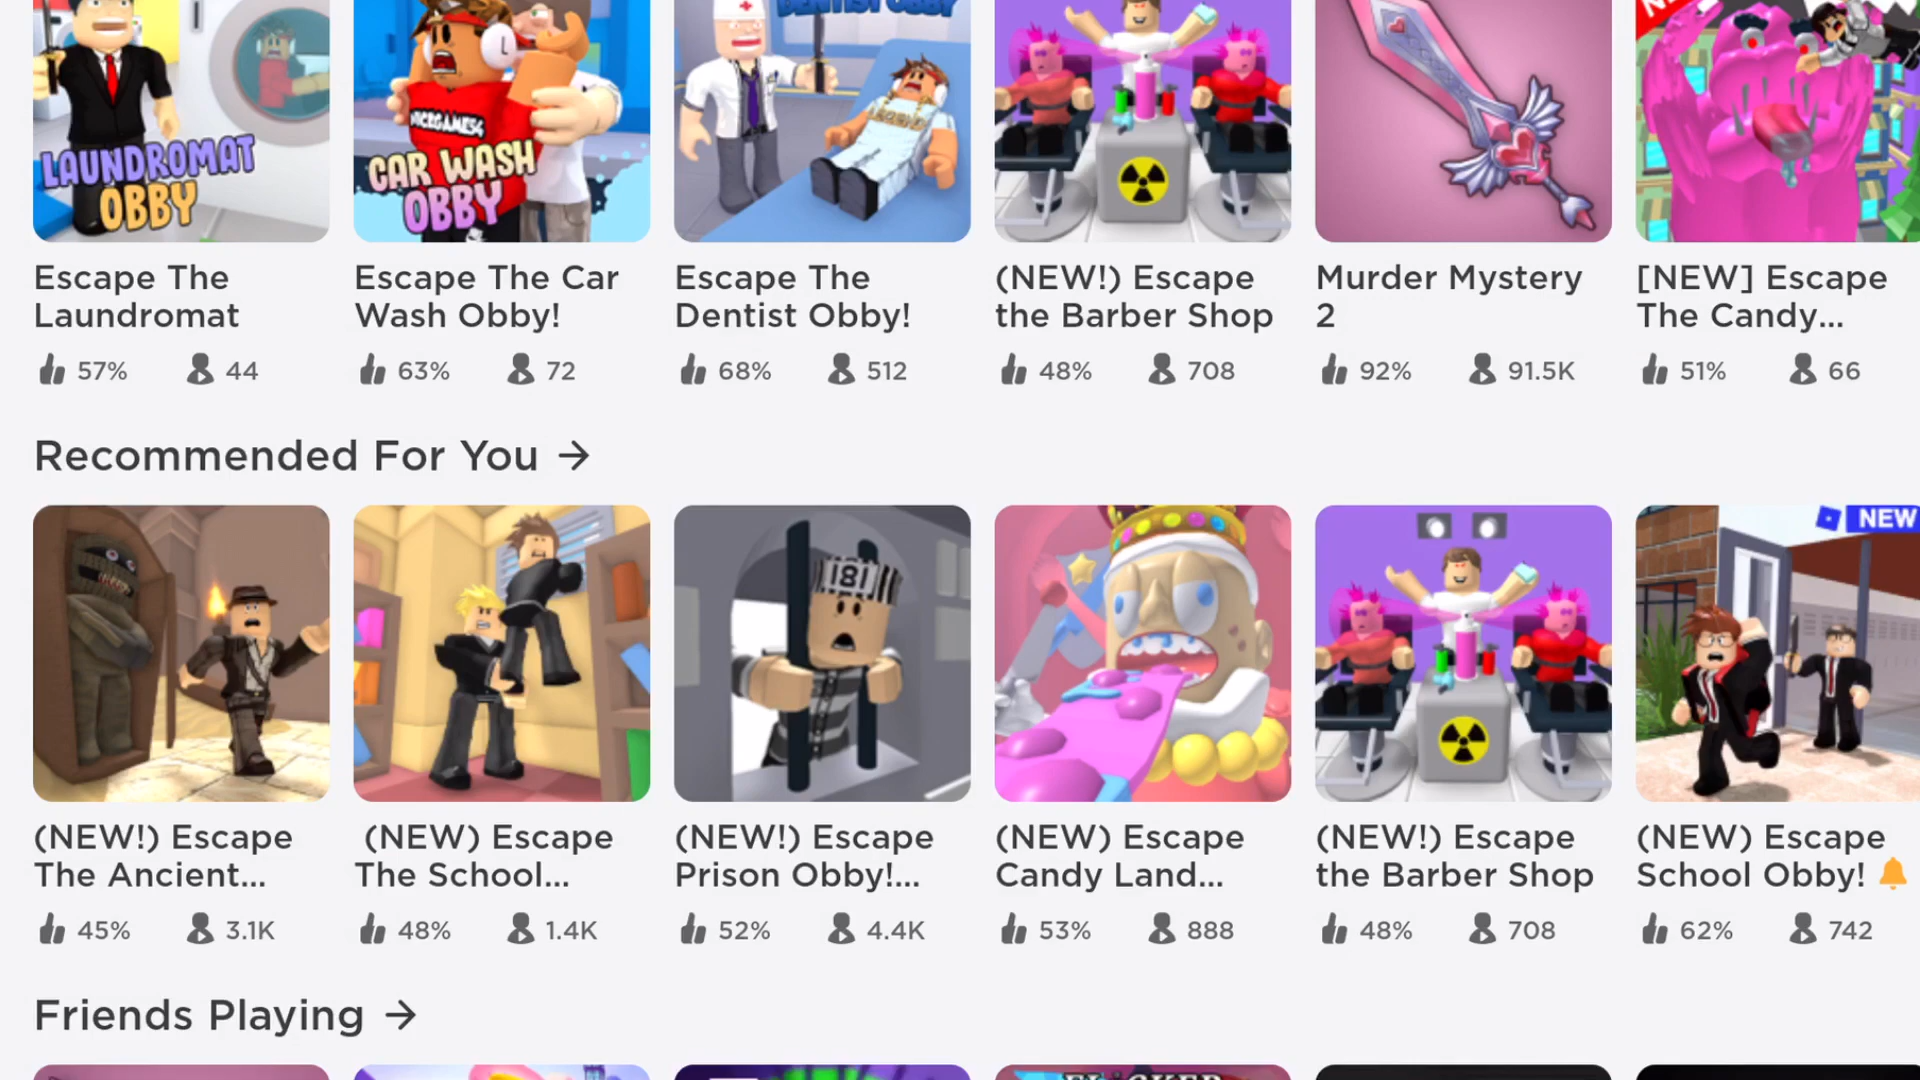 DENTIST OBBY
L
NICEGAMES4
LAUNDROMAT
OBBY
CAR WASH
OBBY
Escape The
Laundromat
57% 44
Escape The Car
Wash Obby!
63% 72
Escape The
Dentist Obby!
68% 512
(NEW!) Escape
the Barber Shop
48% 708
Murder Mystery
2
92% 91.5K
[NEW] Escape
The Candy...
51% 66
Recommended For You →
181
NEW
(NEW!) Escape
The Ancient...
45% 3.1K
(NEW) Escape
The School...
48% 1.4K
(NEW!) Escape
Prison Obby!...
52% 4.4K
(NEW) Escape
Candy Land...
53% 888
(NEW!) Escape
the Barber Shop
48% 708
(NEW) Escape
School Obby! 🔔
62% 742
Friends Playing →